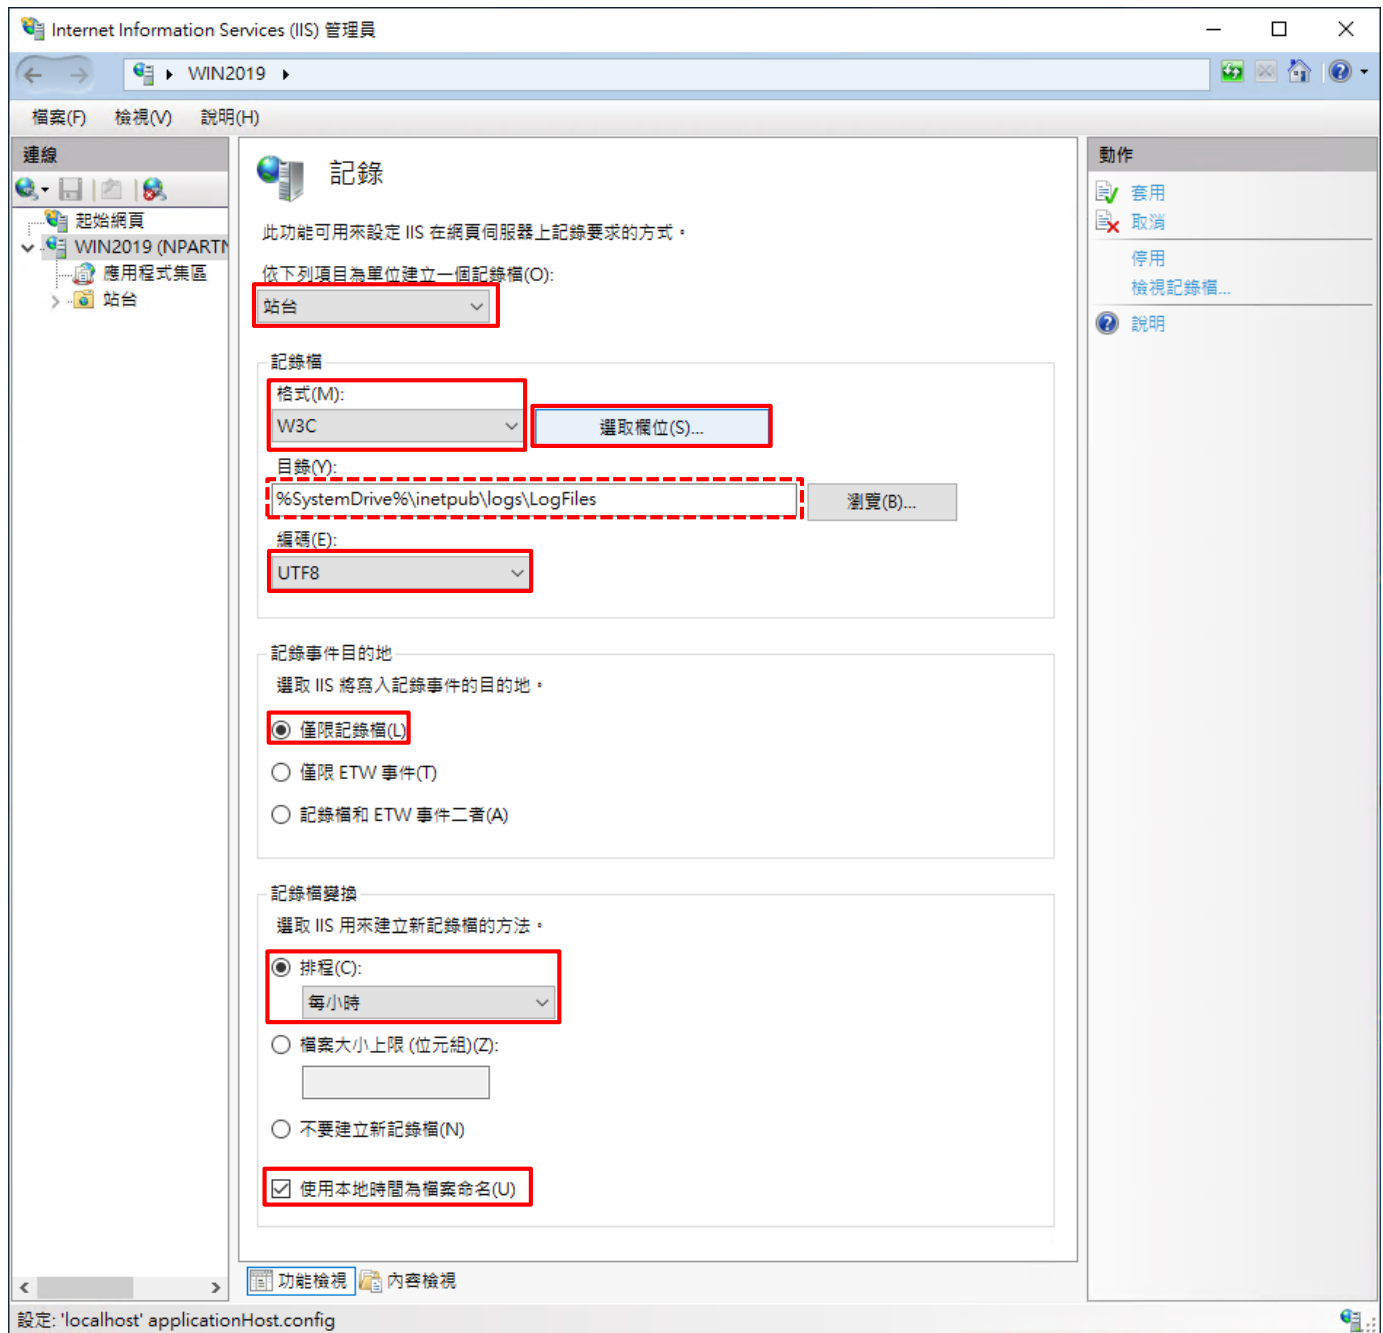 Internet Information Services (IIS) 管理員
WIN2019
檔案(F) 檢視(V) 說明(H)
連線
起始網頁
WIN2019 (NPARTN
應用程式集區
站台
記錄
此功能可用來設定 IIS 在網頁伺服器上記錄要求的方式。
依下列項目為單位建立一個記錄檔(O):
站台
記錄檔
格式(M):
W3C
選取欄位(S)...
目錄(Y):
%SystemDrive%\inetpub\logs\LogFiles
瀏覽(B)...
編碼(E):
UTF8
記錄事件目的地
選取 IIS 將寫入記錄事件的目的地。
僅限記錄檔(L)
僅限 ETW 事件(T)
記錄檔和 ETW 事件二者(A)
記錄檔變換
選取 IIS 用來建立新記錄檔的方法。
排程(C):
每小時
檔案大小上限 (位元組)(Z):
不要建立新記錄檔(N)
使用本地時間為檔案命名(U)
功能檢視 內容檢視
動作
套用
取消
停用
檢視記錄檔...
說明
設定: 'localhost' applicationHost.config